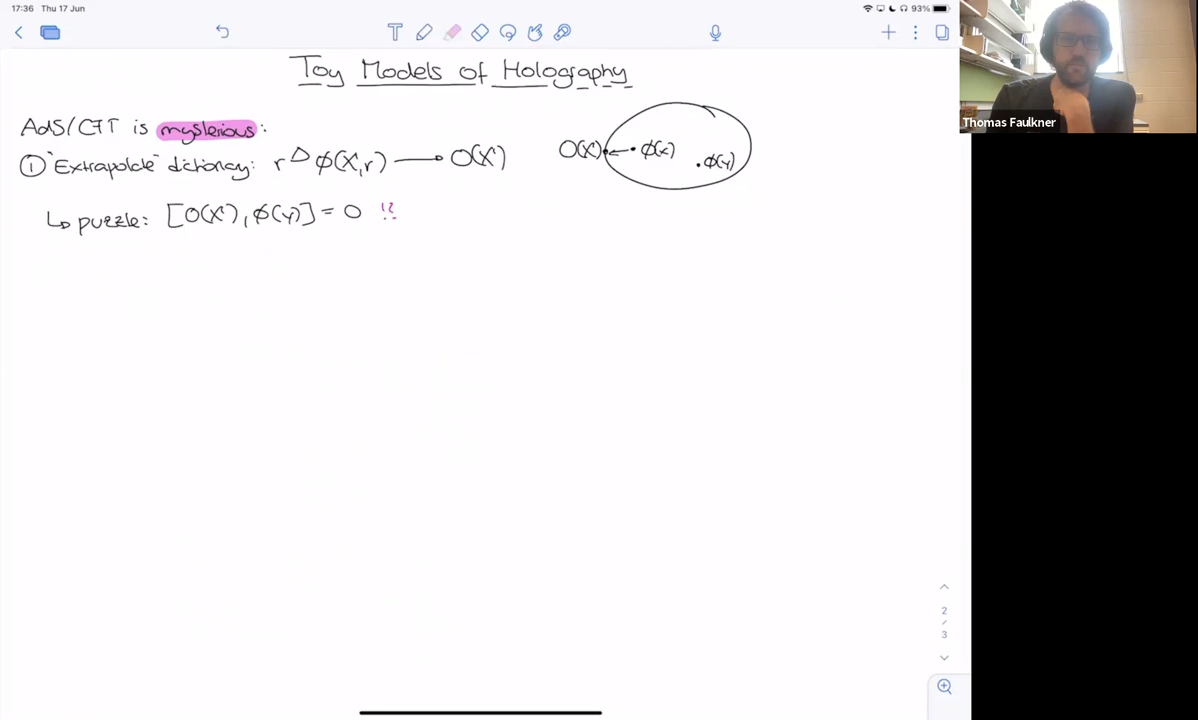 17:36 Thu 17 Jun
93%
Toy Models of Holography
AdS/CFT is mysterious:
① "Extrapolate" dictionary: r^Δ φ(X,r) ⟶ O(X)
O(X) ← φ(x)
φ(y)
↳ puzzle: [O(X), φ(y)] = 0 !?
Thomas Faulkner
2
/
3